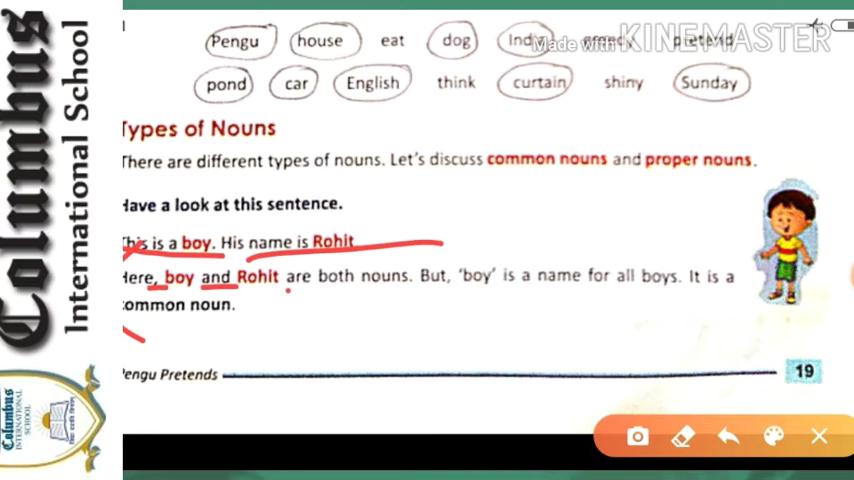 Columbus
International School
Pengu house eat dog
Made with KINEMASTER
pond car English think curtain shiny Sunday
Types of Nouns
There are different types of nouns. Let's discuss common nouns and proper nouns.
Have a look at this sentence.
This is a boy. His name is Rohit
Here, boy and Rohit are both nouns. But, 'boy' is a name for all boys. It is a
common noun.
Pengu Pretends 19
Columbus
INTERNATIONAL
SCHOOL